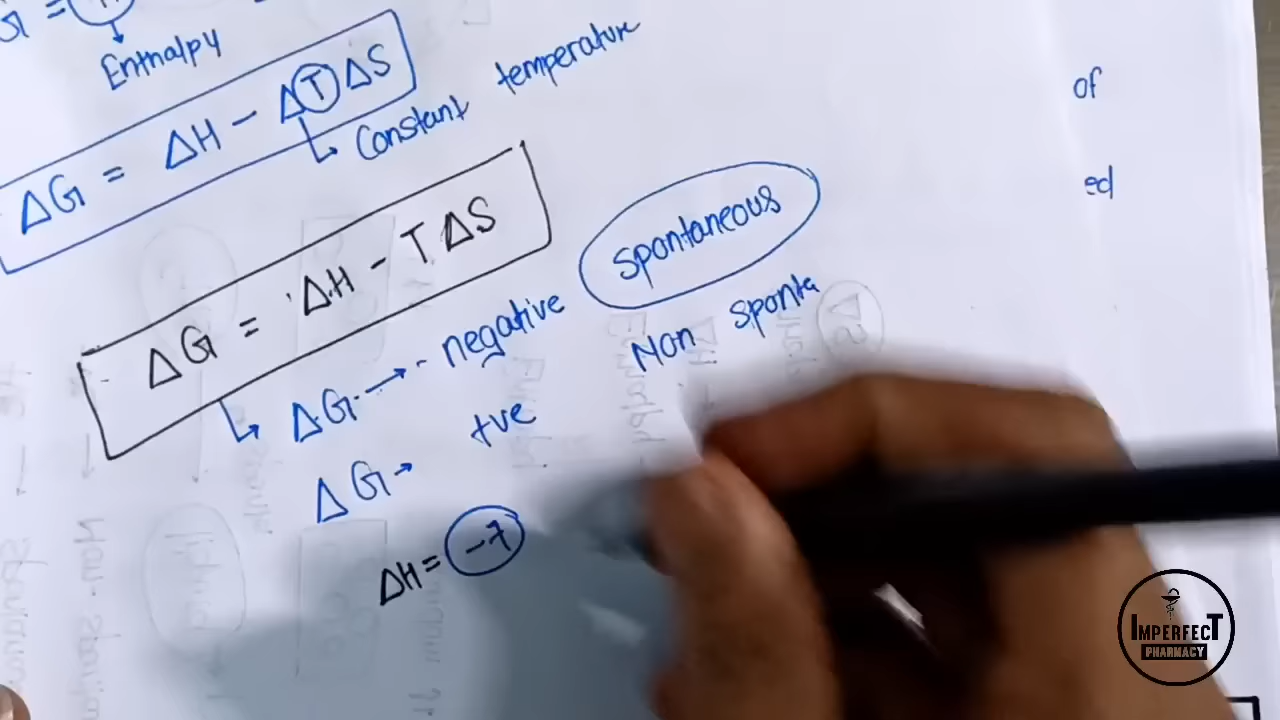 G =
Enthalpy
ΔG = ΔH - ΔTΔS
Constant temperature
of
ed
ΔG = ΔH - TΔS
spontaneous
ΔG → - negative
Non sponta
ΔG → +ve
ΔH = -7
IMPERFECT
PHARMACY